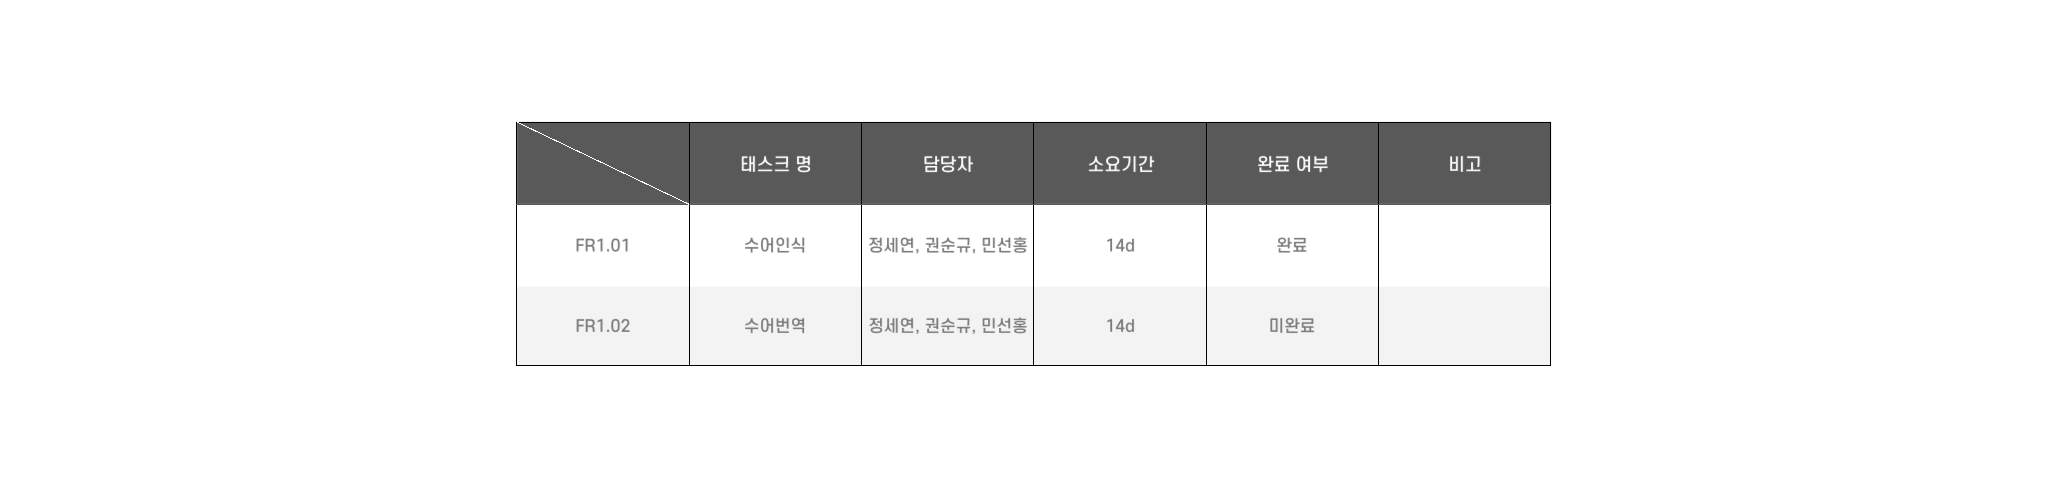 태스크 명 담당자 소요기간 완료 여부 비고
FR1.01 수어인식 정세연, 권순규, 민선홍 14d 완료
FR1.02 수어번역 정세연, 권순규, 민선홍 14d 미완료